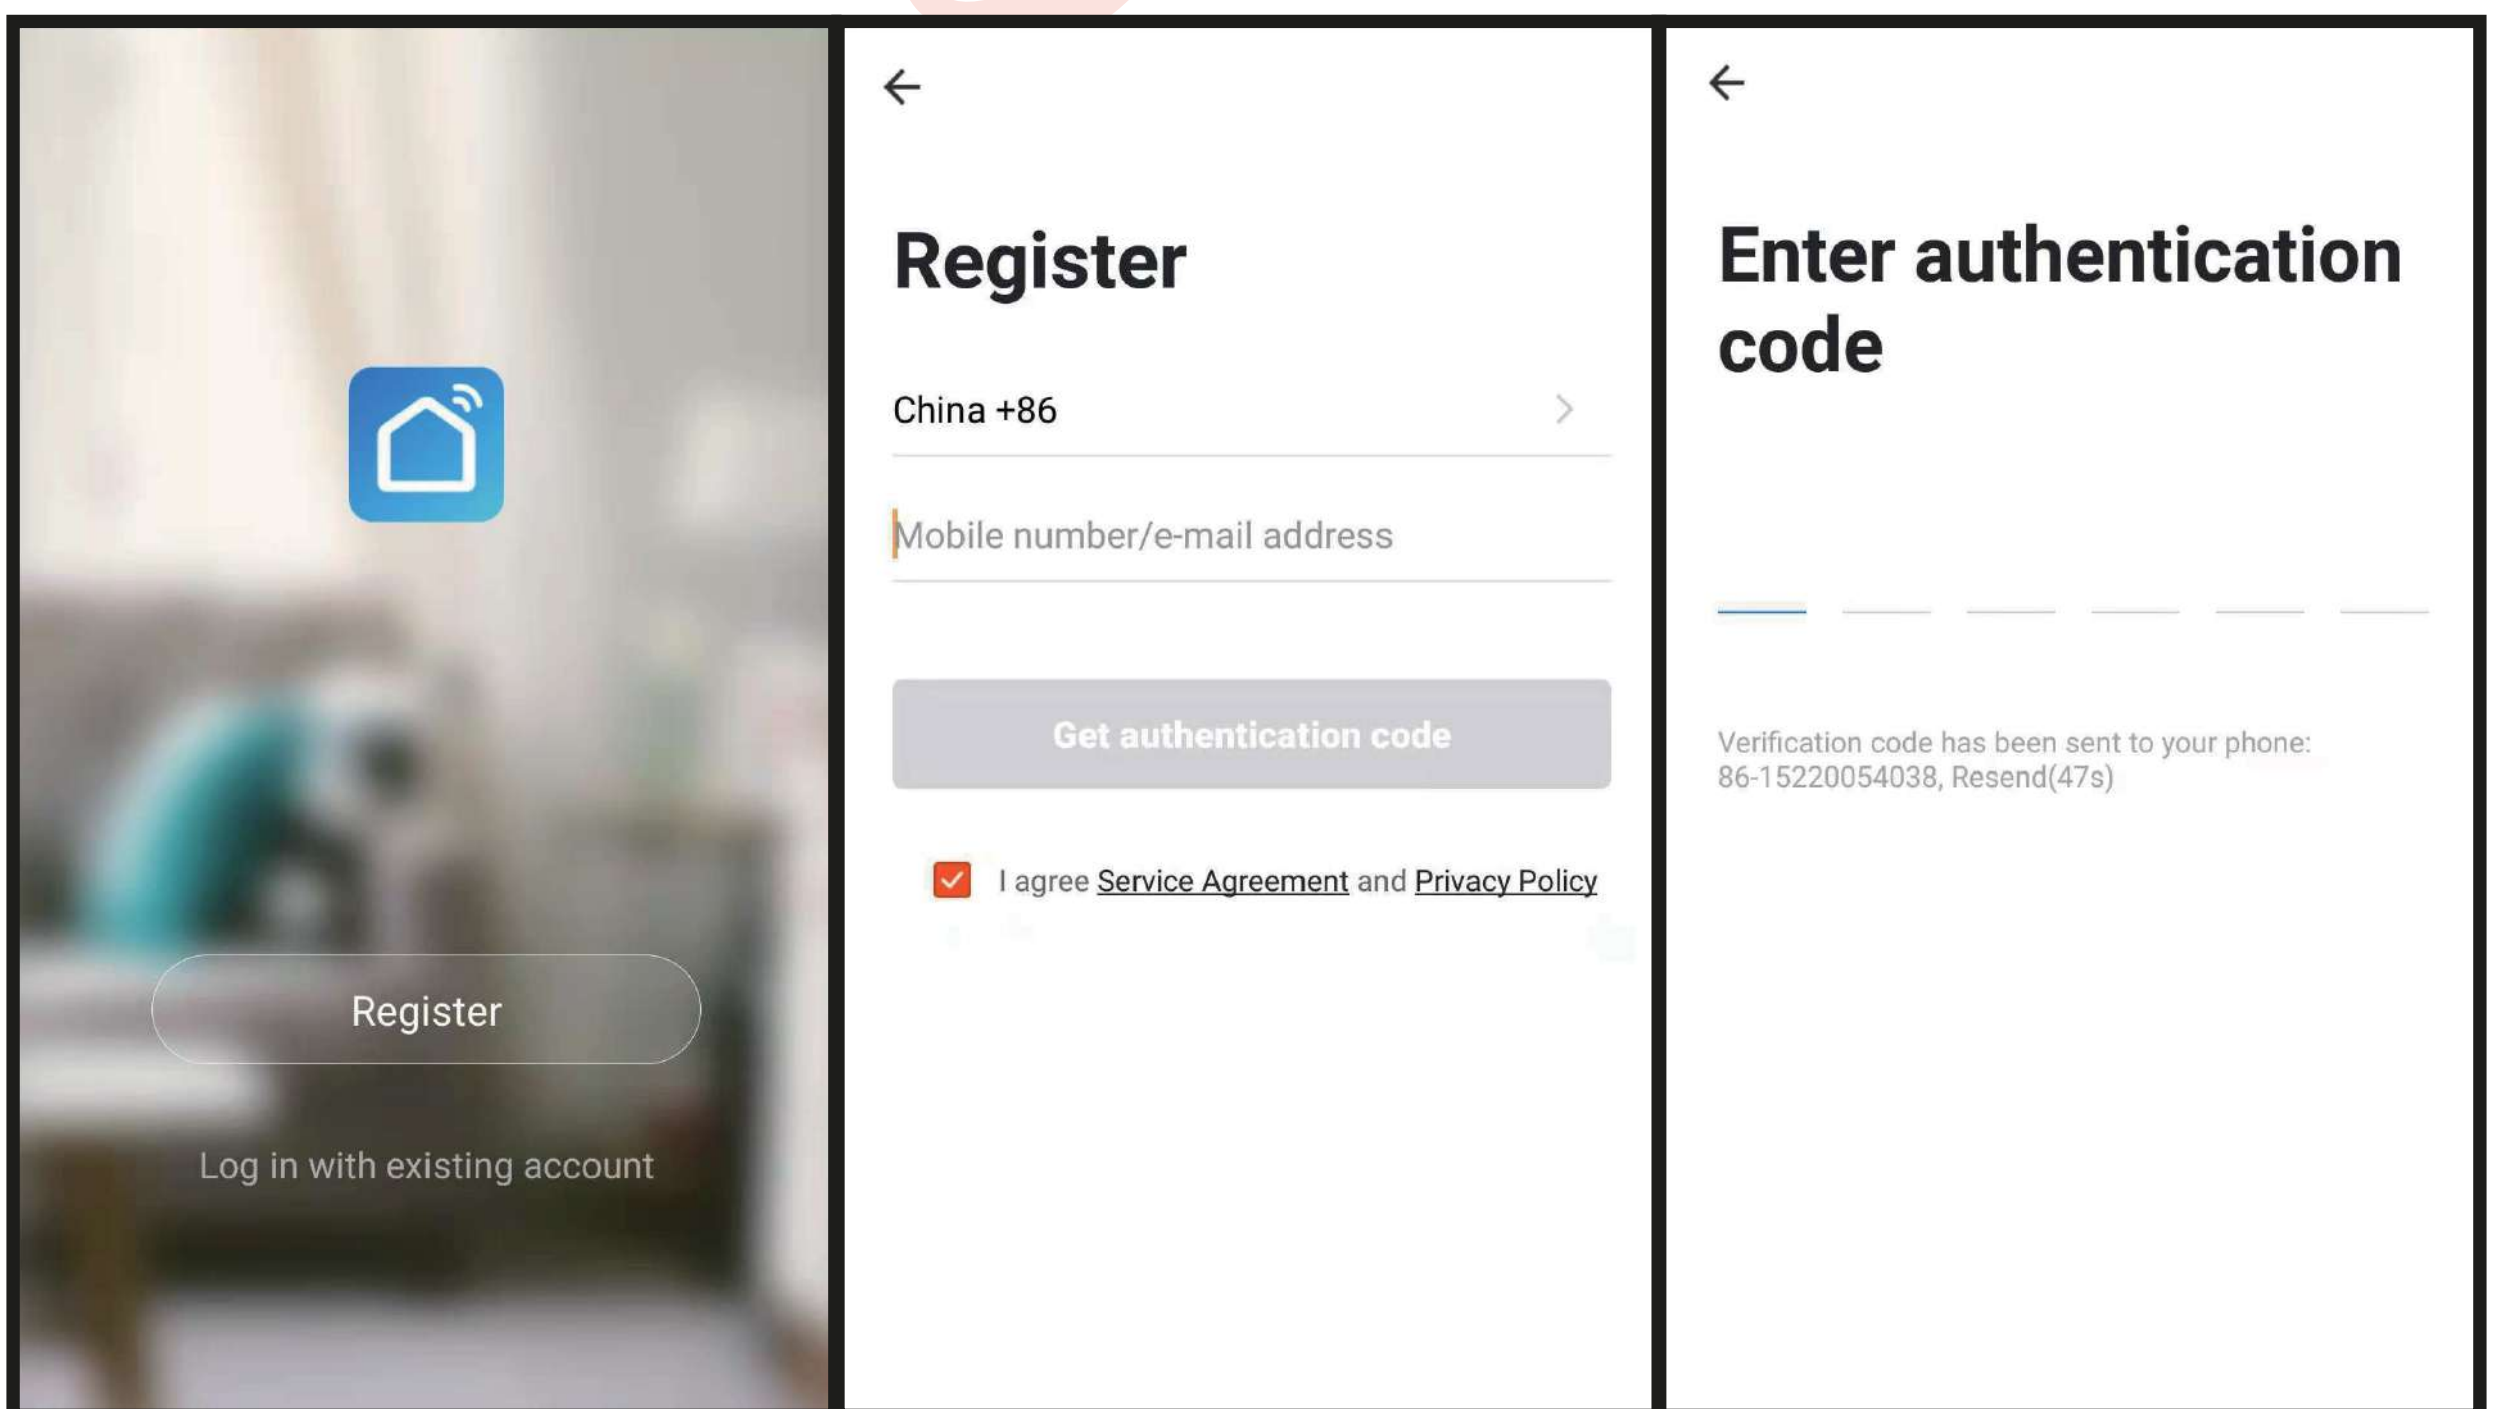 Register
Log in with existing account
Register
China +86
Mobile number/e-mail address
Get authentication code
I agree Service Agreement and Privacy Policy
Enter authentication
code
Verification code has been sent to your phone:
86-15220054038, Resend(47s)